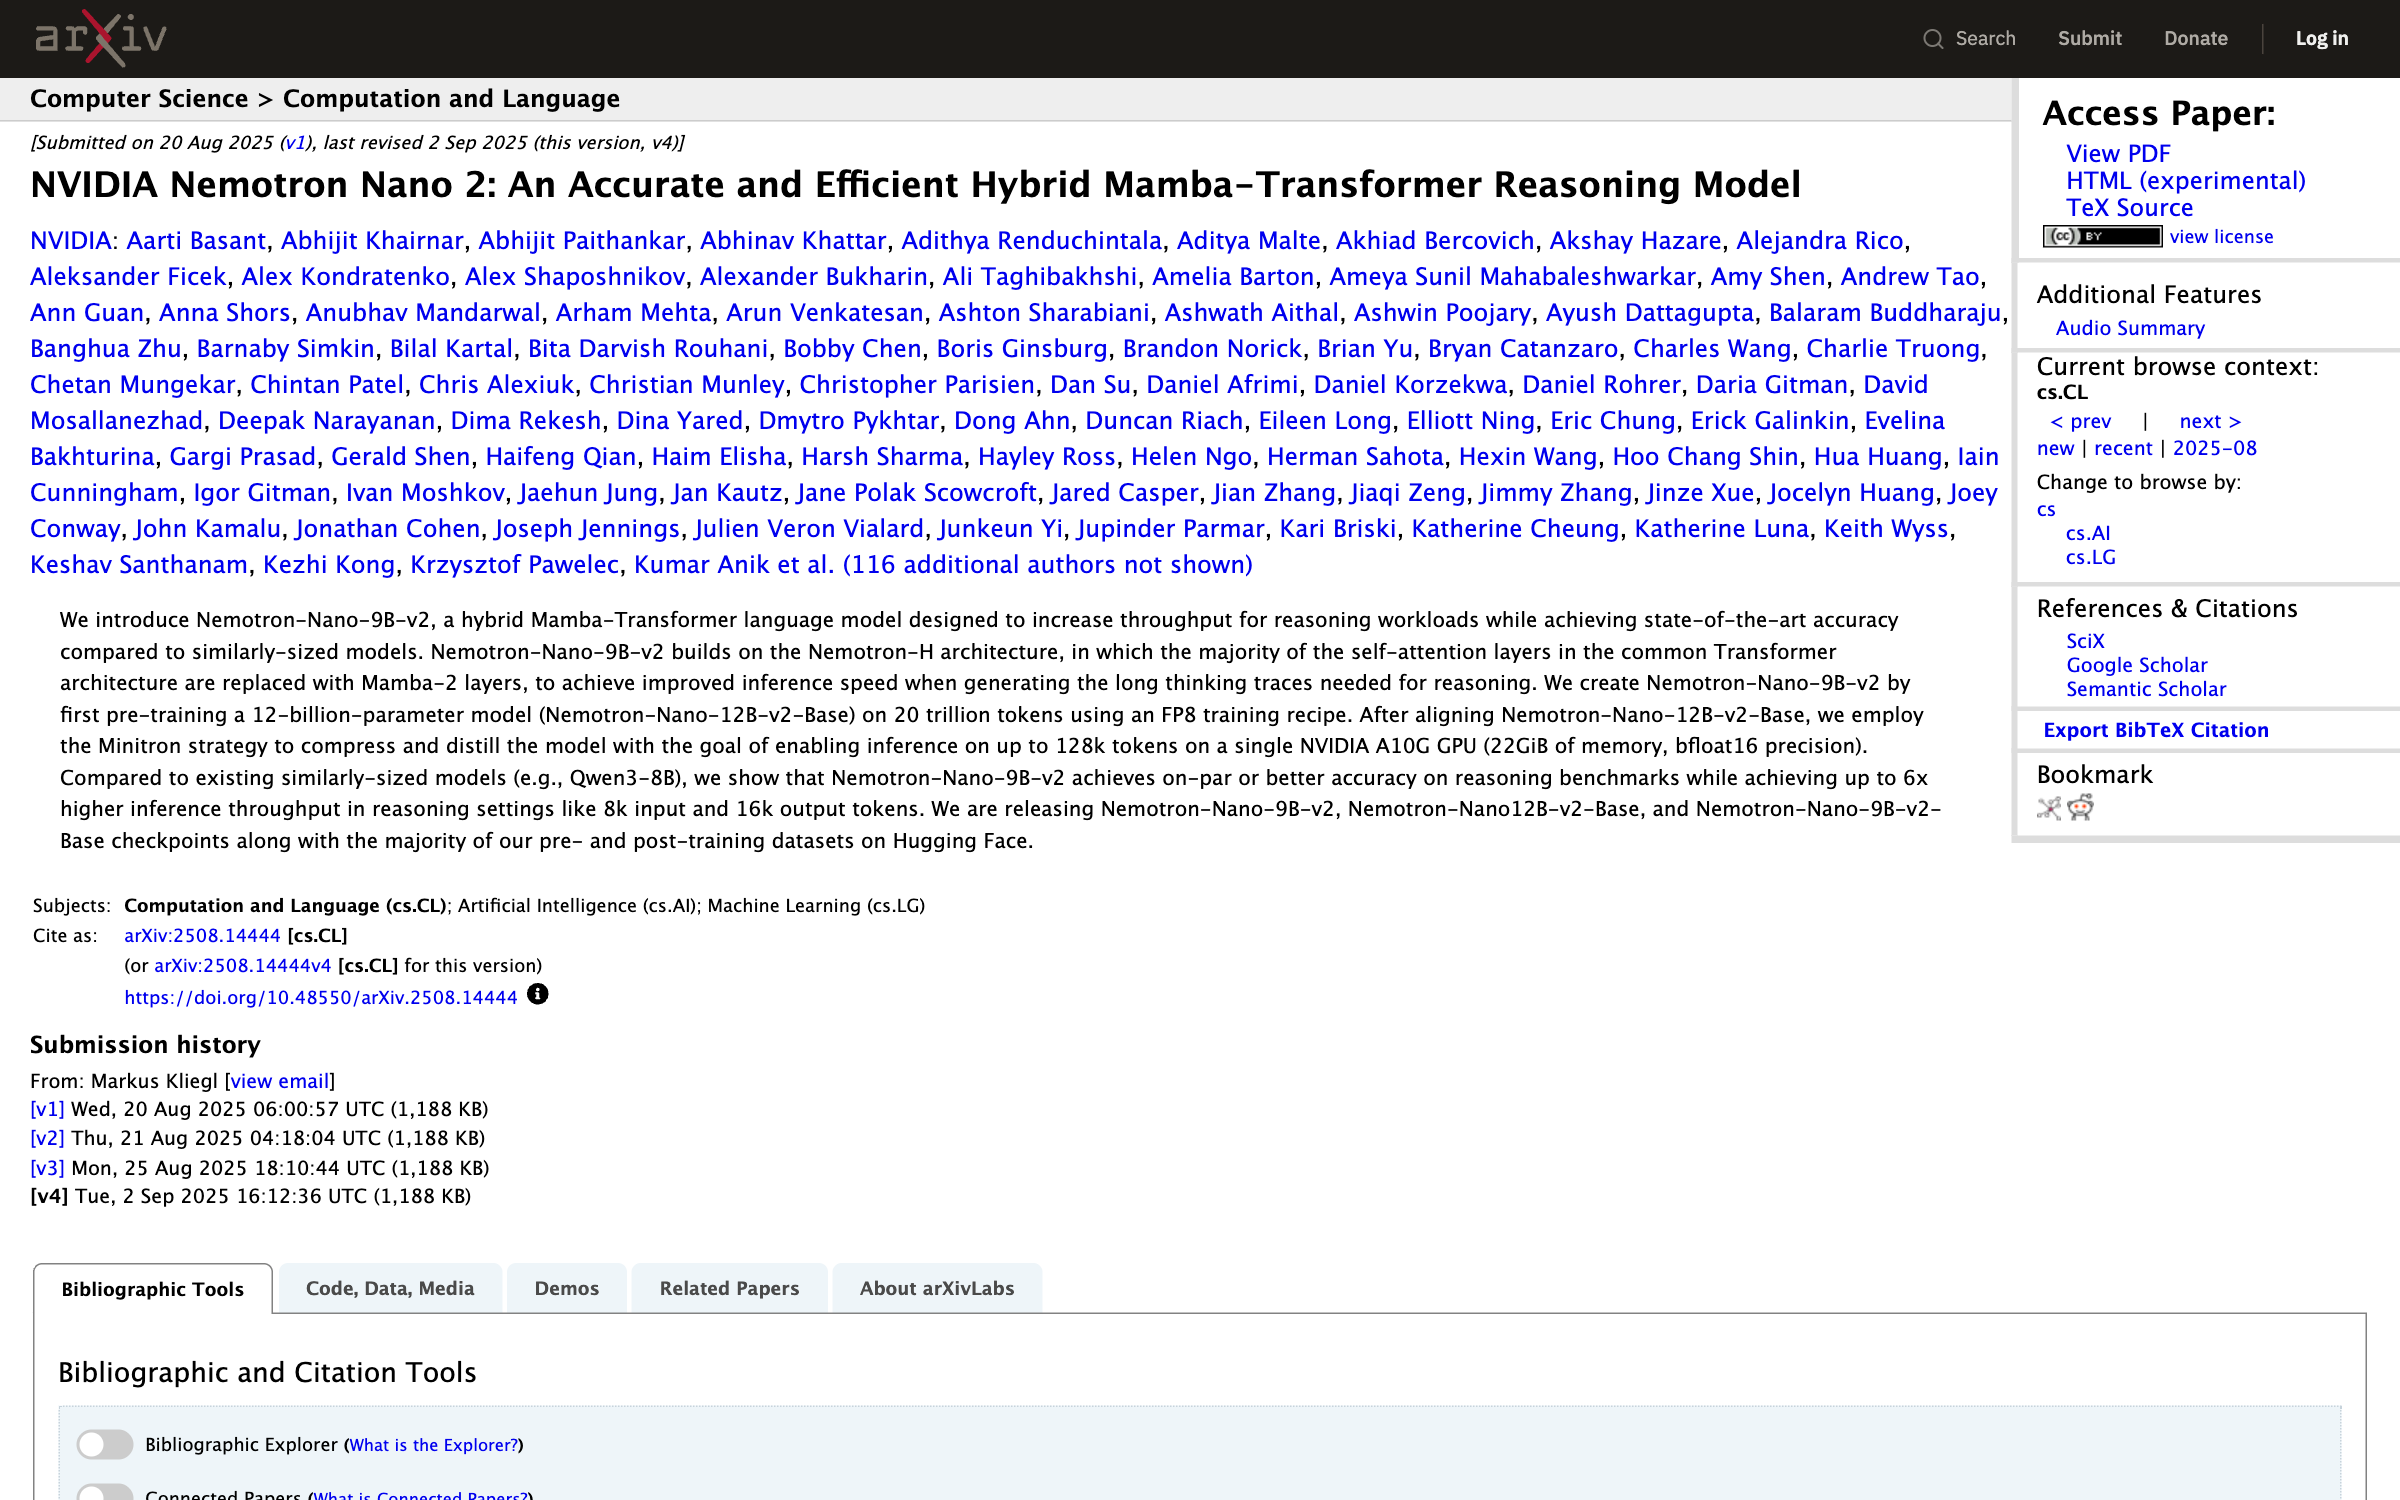 arXiv
Search
Submit
Donate
Log in
Computer Science > Computation and Language
[Submitted on 20 Aug 2025 (v1), last revised 2 Sep 2025 (this version, v4)]
NVIDIA Nemotron Nano 2: An Accurate and Efficient Hybrid Mamba-Transformer Reasoning Model
NVIDIA: Aarti Basant, Abhijit Khairnar, Abhijit Paithankar, Abhinav Khattar, Adithya Renduchintala, Aditya Malte, Akhiad Bercovich, Akshay Hazare, Alejandra Rico,
Aleksander Ficek, Alex Kondratenko, Alex Shaposhnikov, Alexander Bukharin, Ali Taghibakhshi, Amelia Barton, Ameya Sunil Mahabaleshwarkar, Amy Shen, Andrew Tao,
Ann Guan, Anna Shors, Anubhav Mandarwal, Arham Mehta, Arun Venkatesan, Ashton Sharabiani, Ashwath Aithal, Ashwin Poojary, Ayush Dattagupta, Balaram Buddharaju,
Banghua Zhu, Barnaby Simkin, Bilal Kartal, Bita Darvish Rouhani, Bobby Chen, Boris Ginsburg, Brandon Norick, Brian Yu, Bryan Catanzaro, Charles Wang, Charlie Truong,
Chetan Mungekar, Chintan Patel, Chris Alexiuk, Christian Munley, Christopher Parisien, Dan Su, Daniel Afrimi, Daniel Korzekwa, Daniel Rohrer, Daria Gitman, David
Mosallanezhad, Deepak Narayanan, Dima Rekesh, Dina Yared, Dmytro Pykhtar, Dong Ahn, Duncan Riach, Eileen Long, Elliott Ning, Eric Chung, Erick Galinkin, Evelina
Bakhturina, Gargi Prasad, Gerald Shen, Haifeng Qian, Haim Elisha, Harsh Sharma, Hayley Ross, Helen Ngo, Herman Sahota, Hexin Wang, Hoo Chang Shin, Hua Huang, Iain
Cunningham, Igor Gitman, Ivan Moshkov, Jaehun Jung, Jan Kautz, Jane Polak Scowcroft, Jared Casper, Jian Zhang, Jiaqi Zeng, Jimmy Zhang, Jinze Xue, Jocelyn Huang, Joey
Conway, John Kamalu, Jonathan Cohen, Joseph Jennings, Julien Veron Vialard, Junkeun Yi, Jupinder Parmar, Kari Briski, Katherine Cheung, Katherine Luna, Keith Wyss,
Keshav Santhanam, Kezhi Kong, Krzysztof Pawelec, Kumar Anik et al. (116 additional authors not shown)
We introduce Nemotron-Nano-9B-v2, a hybrid Mamba-Transformer language model designed to increase throughput for reasoning workloads while achieving state-of-the-art accuracy
compared to similarly-sized models. Nemotron-Nano-9B-v2 builds on the Nemotron-H architecture, in which the majority of the self-attention layers in the common Transformer
architecture are replaced with Mamba-2 layers, to achieve improved inference speed when generating the long thinking traces needed for reasoning. We create Nemotron-Nano-9B-v2 by
first pre-training a 12-billion-parameter model (Nemotron-Nano-12B-v2-Base) on 20 trillion tokens using an FP8 training recipe. After aligning Nemotron-Nano-12B-v2-Base, we employ
the Minitron strategy to compress and distill the model with the goal of enabling inference on up to 128k tokens on a single NVIDIA A10G GPU (22GiB of memory, bfloat16 precision).
Compared to existing similarly-sized models (e.g., Qwen3-8B), we show that Nemotron-Nano-9B-v2 achieves on-par or better accuracy on reasoning benchmarks while achieving up to 6x
higher inference throughput in reasoning settings like 8k input and 16k output tokens. We are releasing Nemotron-Nano-9B-v2, Nemotron-Nano12B-v2-Base, and Nemotron-Nano-9B-v2-
Base checkpoints along with the majority of our pre- and post-training datasets on Hugging Face.
Subjects: Computation and Language (cs.CL); Artificial Intelligence (cs.AI); Machine Learning (cs.LG)
Cite as: arXiv:2508.14444 [cs.CL]
(or arXiv:2508.14444v4 [cs.CL] for this version)
https://doi.org/10.48550/arXiv.2508.14444
Submission history
From: Markus Kliegl [view email]
[v1] Wed, 20 Aug 2025 06:00:57 UTC (1,188 KB)
[v2] Thu, 21 Aug 2025 04:18:04 UTC (1,188 KB)
[v3] Mon, 25 Aug 2025 18:10:44 UTC (1,188 KB)
[v4] Tue, 2 Sep 2025 16:12:36 UTC (1,188 KB)
Access Paper:
View PDF
HTML (experimental)
TeX Source
(cc) BY view license
Additional Features
Audio Summary
Current browse context:
cs.CL
< prev | next >
new | recent | 2025-08
Change to browse by:
cs
cs.AI
cs.LG
References & Citations
SciX
Google Scholar
Semantic Scholar
Export BibTeX Citation
Bookmark
Bibliographic Tools
Code, Data, Media
Demos
Related Papers
About arXivLabs
Bibliographic and Citation Tools
Bibliographic Explorer (What is the Explorer?)
Connected Papers (What is Connected Papers?)